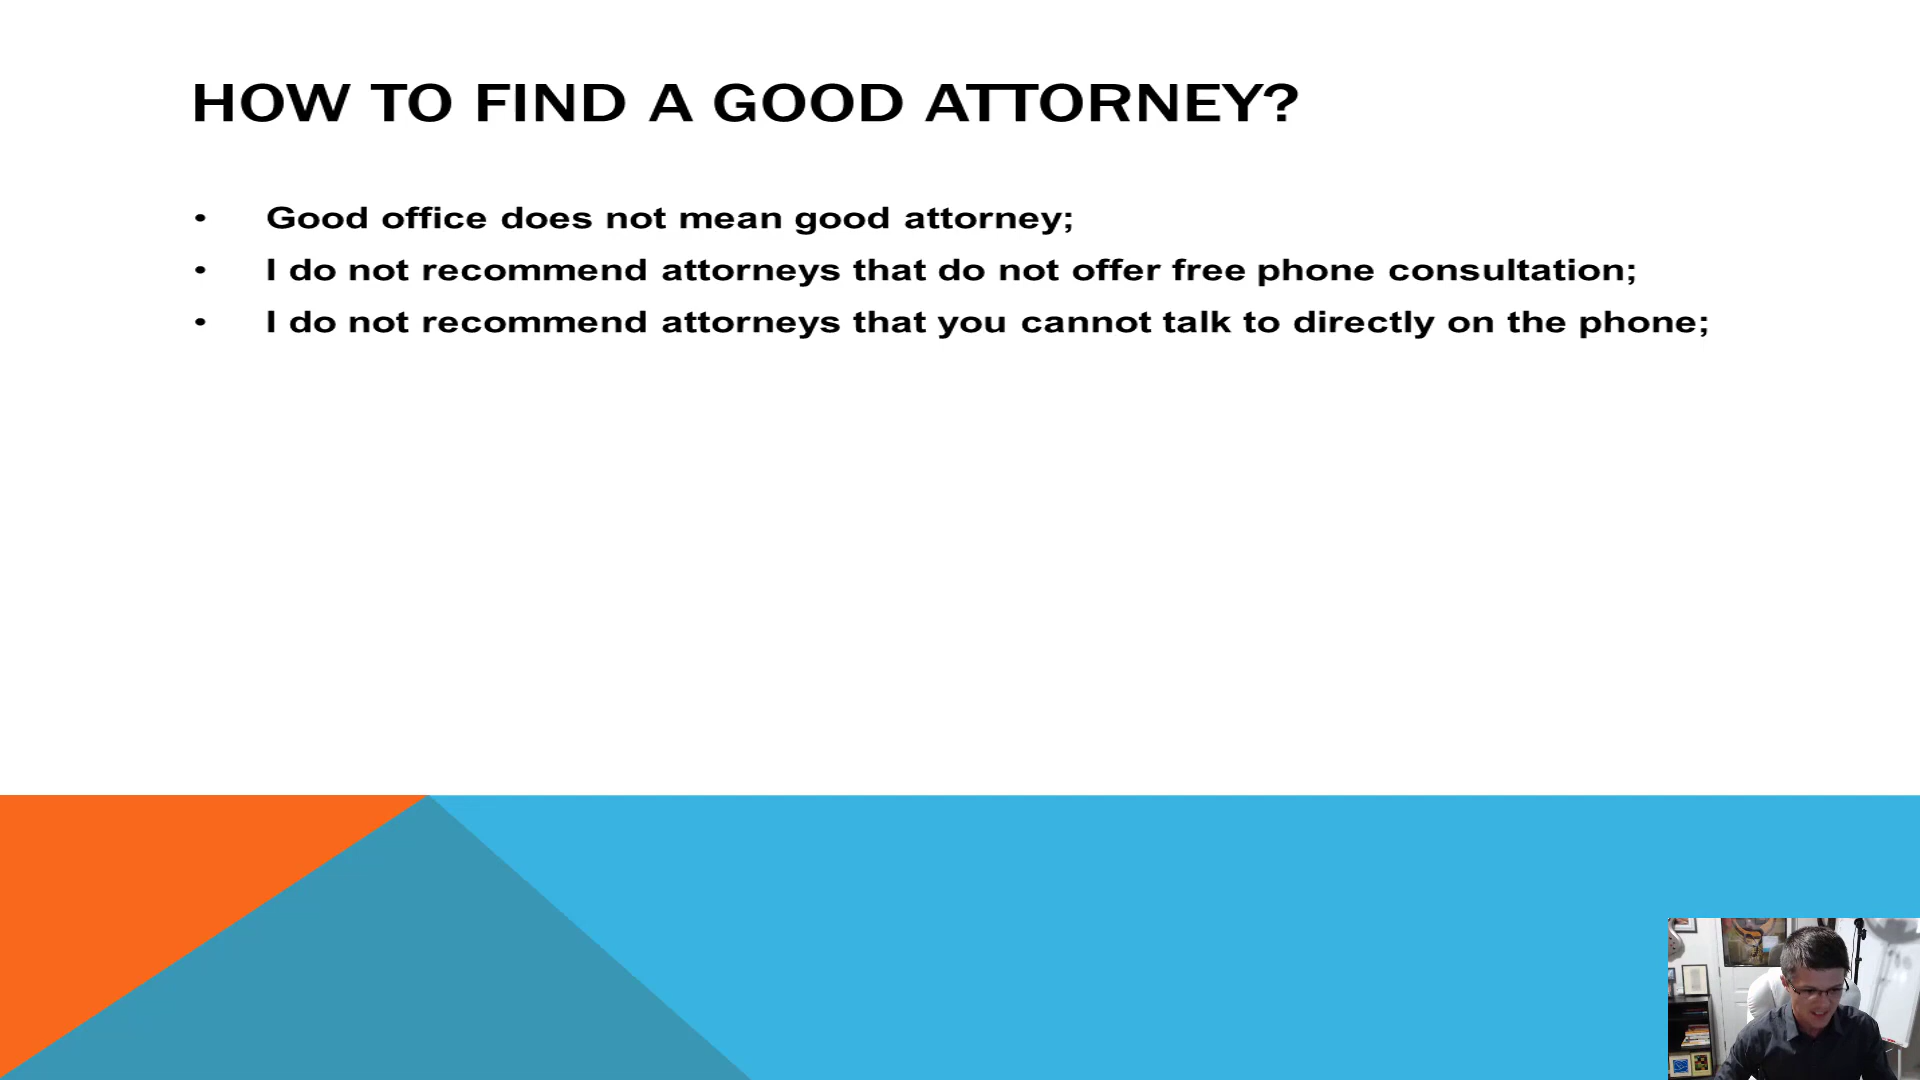 HOW TO FIND A GOOD ATTORNEY?
• Good office does not mean good attorney;
• I do not recommend attorneys that do not offer free phone consultation;
• I do not recommend attorneys that you cannot talk to directly on the phone;